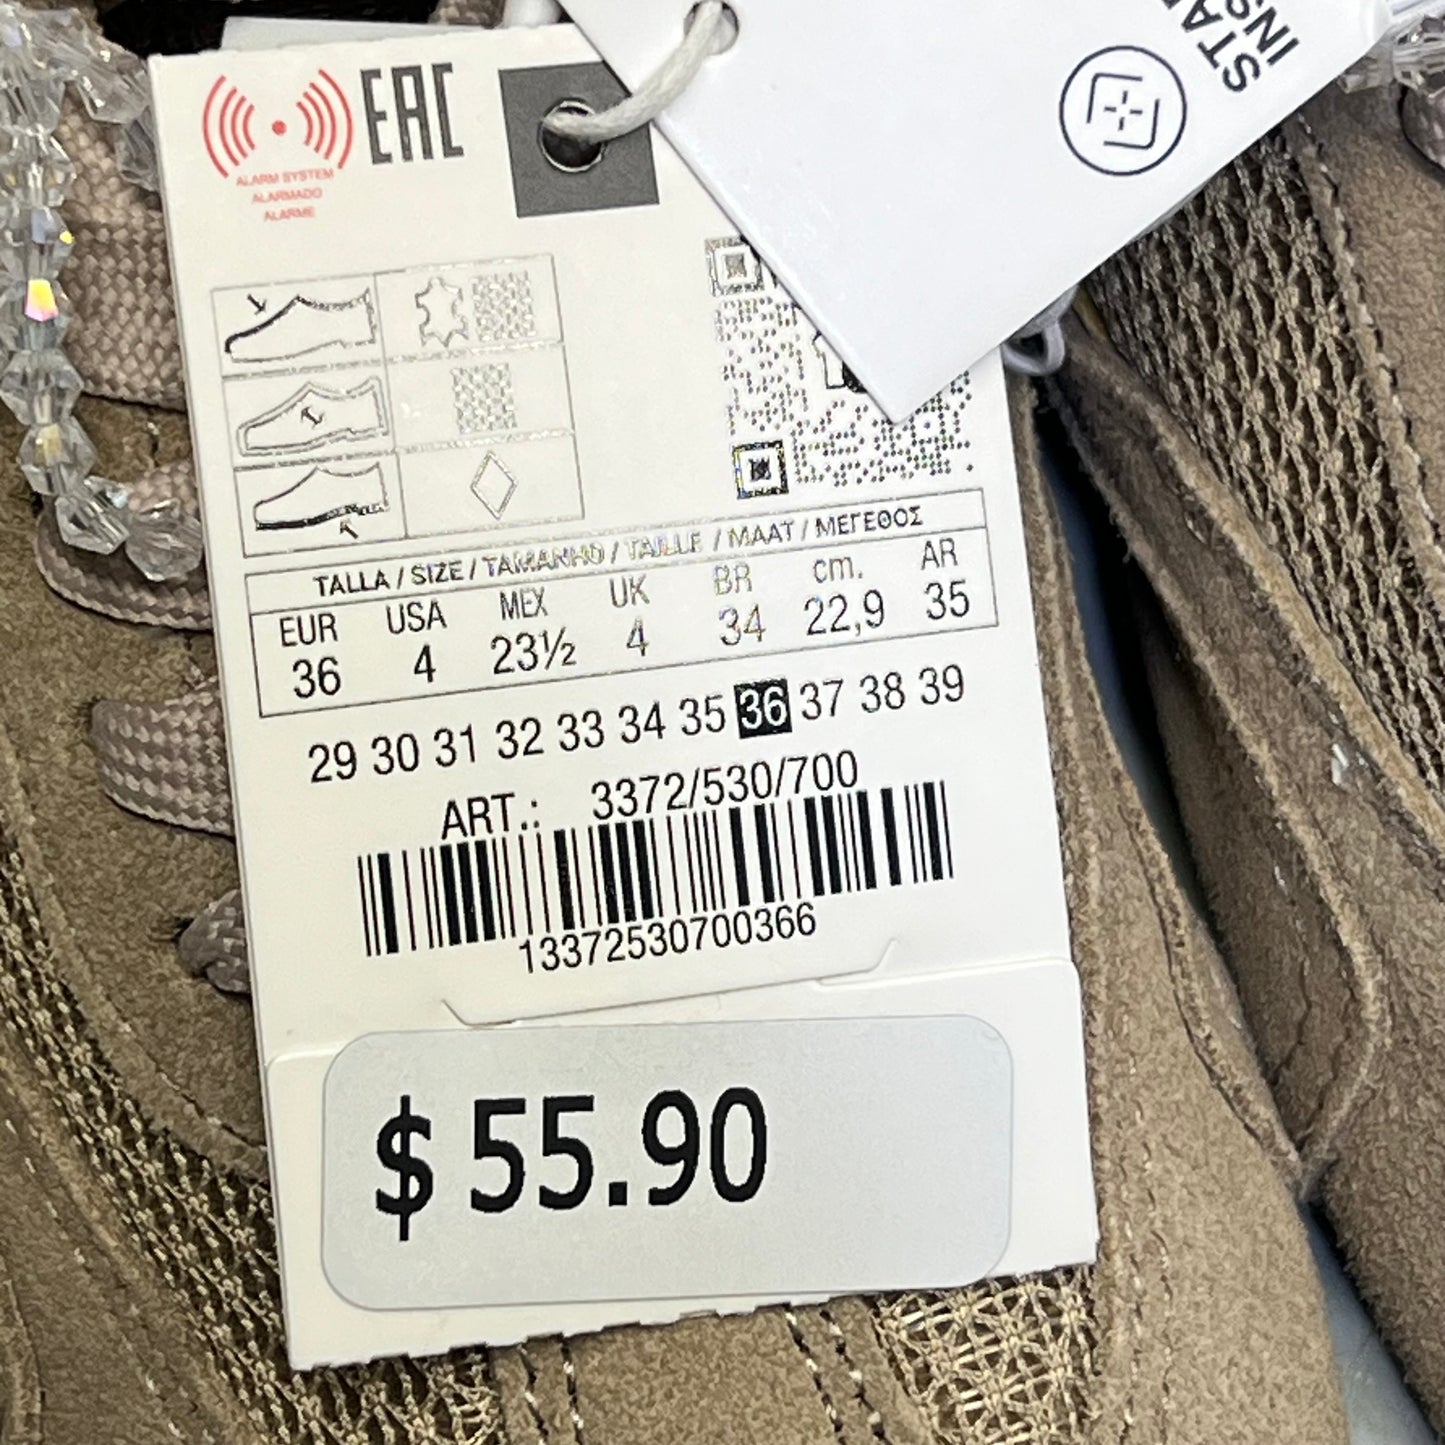 EAC
ALARM SYSTEM
ALARMADO
ALARME
TALLA / SIZE / TAMANHO / TAILLE / MAAT / ΜΕΓΕΘΟΣ
EUR USA MEX UK BR cm. AR
36 4 23½ 4 34 22,9 35
29 30 31 32 33 34 35 36 37 38 39
ART.: 3372/530/700
13372530700366
$ 55.90